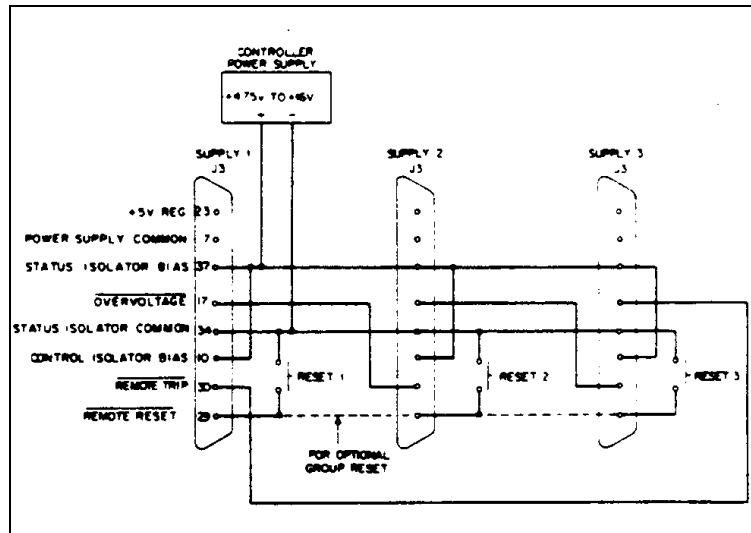 CONTROLLER
POWER SUPPLY
+4.75V TO +16V
+ -
SUPPLY 1
J3
SUPPLY 2
J3
SUPPLY 3
J3
+5V REG 23
POWER SUPPLY COMMON 7
STATUS ISOLATOR BIAS 37
OVERVOLTAGE 17
STATUS ISOLATOR COMMON 34
CONTROL ISOLATOR BIAS 10
REMOTE TRIP 30
REMOTE RESET 29
RESET 1
RESET 2
RESET 3
FOR OPTIONAL
GROUP RESET